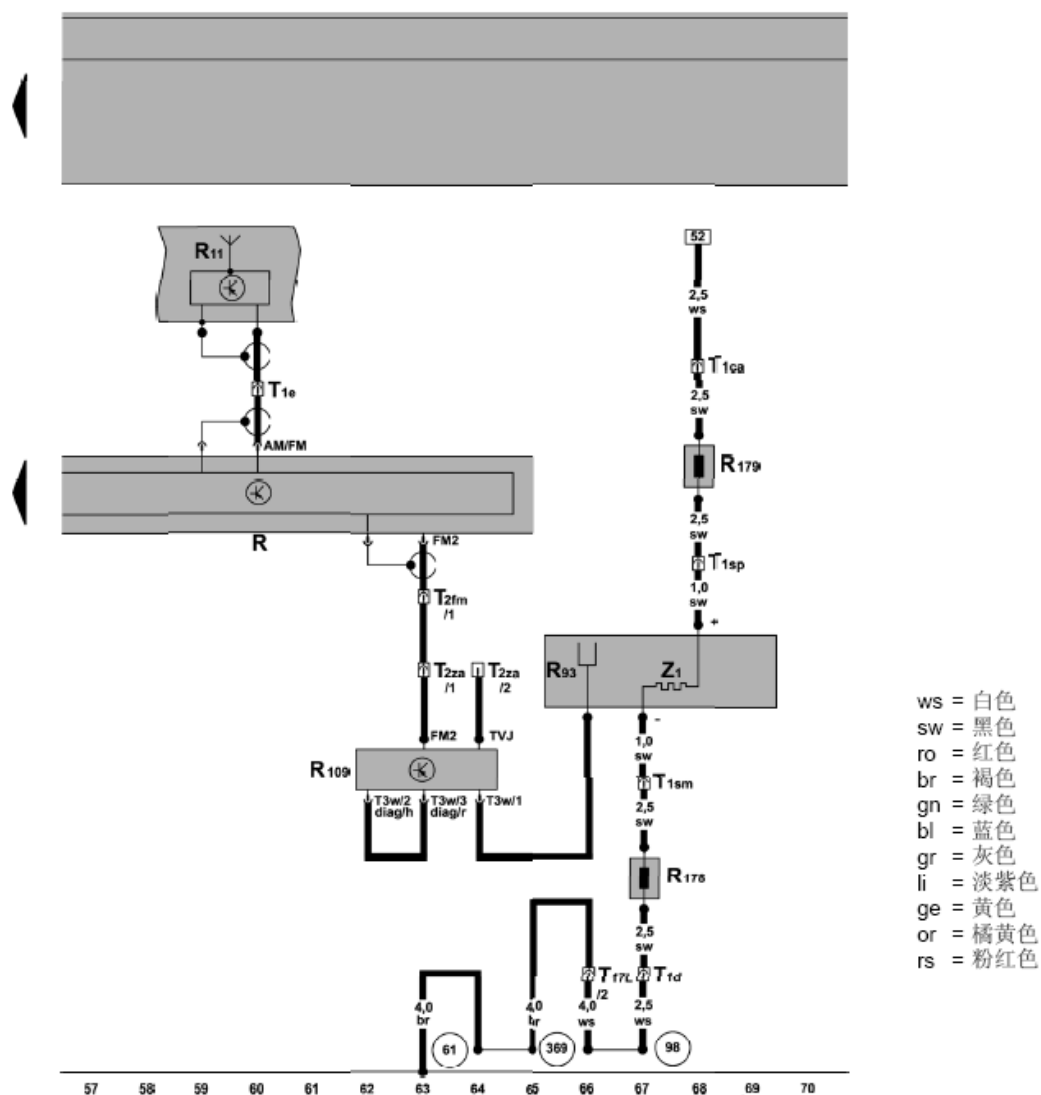 R11
52
2,5
ws
T1ça
2,5
sw
T1e
AM/FM
R179
2,5
sw
R
FM2
T1sp
1,0
sw
T2fm
/1
+
R93
Z1
T2za
/1
T2za
/2
-
FM2
TVJ
1,0
sw
R109
T1sm
T3w/2
diag/h
T3w/3
diag/r
T3w/1
2,5
sw
R178
2,5
sw
T17L
/2
T1d
4,0
br
4,0
br
4,0
ws
2,5
ws
61
369
98
57 58 59 60 61 62 63 64 65 66 67 68 69 70
ws = 白色
sw = 黑色
ro = 红色
br = 褐色
gn = 绿色
bl = 蓝色
gr = 灰色
li = 淡紫色
ge = 黄色
or = 橘黄色
rs = 粉红色